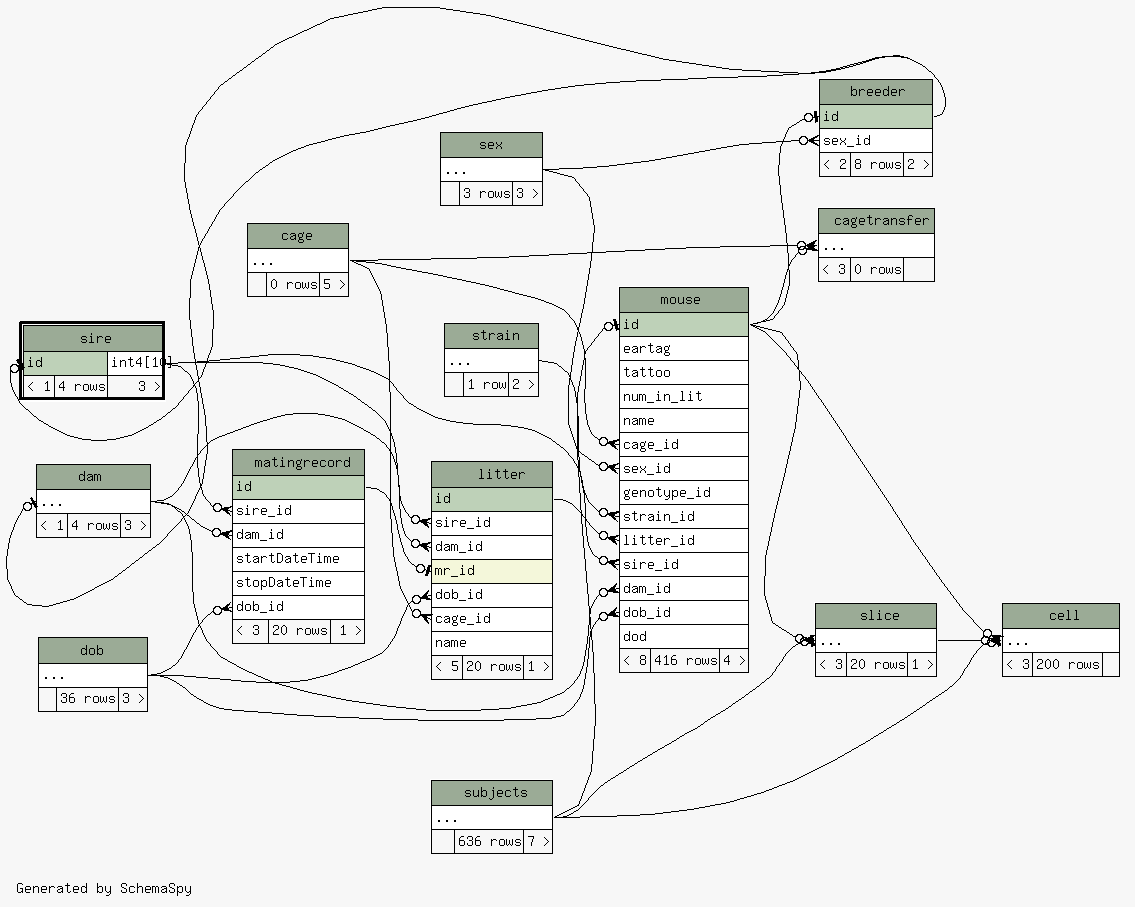 breeder
id
sex_id
< 2 8 rows 2 >
sex
...
3 rows 3 >
cagetransfer
...
< 3 0 rows
cage
...
0 rows 5 >
mouse
id
eartag
tattoo
num_in_lit
name
cage_id
sex_id
genotype_id
strain_id
litter_id
sire_id
dam_id
dob_id
dod
< 8 416 rows 4 >
sire
id int4[10]
< 1 4 rows 3 >
strain
...
1 row 2 >
dam
...
< 1 4 rows 3 >
matingrecord
id
sire_id
dam_id
startDateTime
stopDateTime
dob_id
< 3 20 rows 1 >
litter
id
sire_id
dam_id
mr_id
dob_id
cage_id
name
< 5 20 rows 1 >
dob
...
36 rows 3 >
slice
...
< 3 20 rows 1 >
cell
...
< 3 200 rows
subjects
...
636 rows 7 >
Generated by SchemaSpy